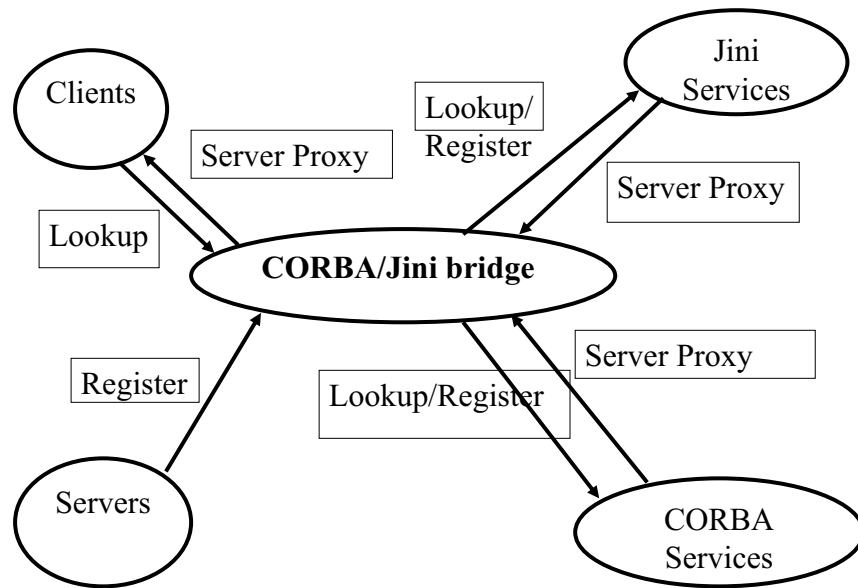 Jini
Services
Clients
Lookup/
Register
Server Proxy
Server Proxy
Lookup
CORBA/Jini bridge
Server Proxy
Register
Lookup/Register
Servers
CORBA
Services